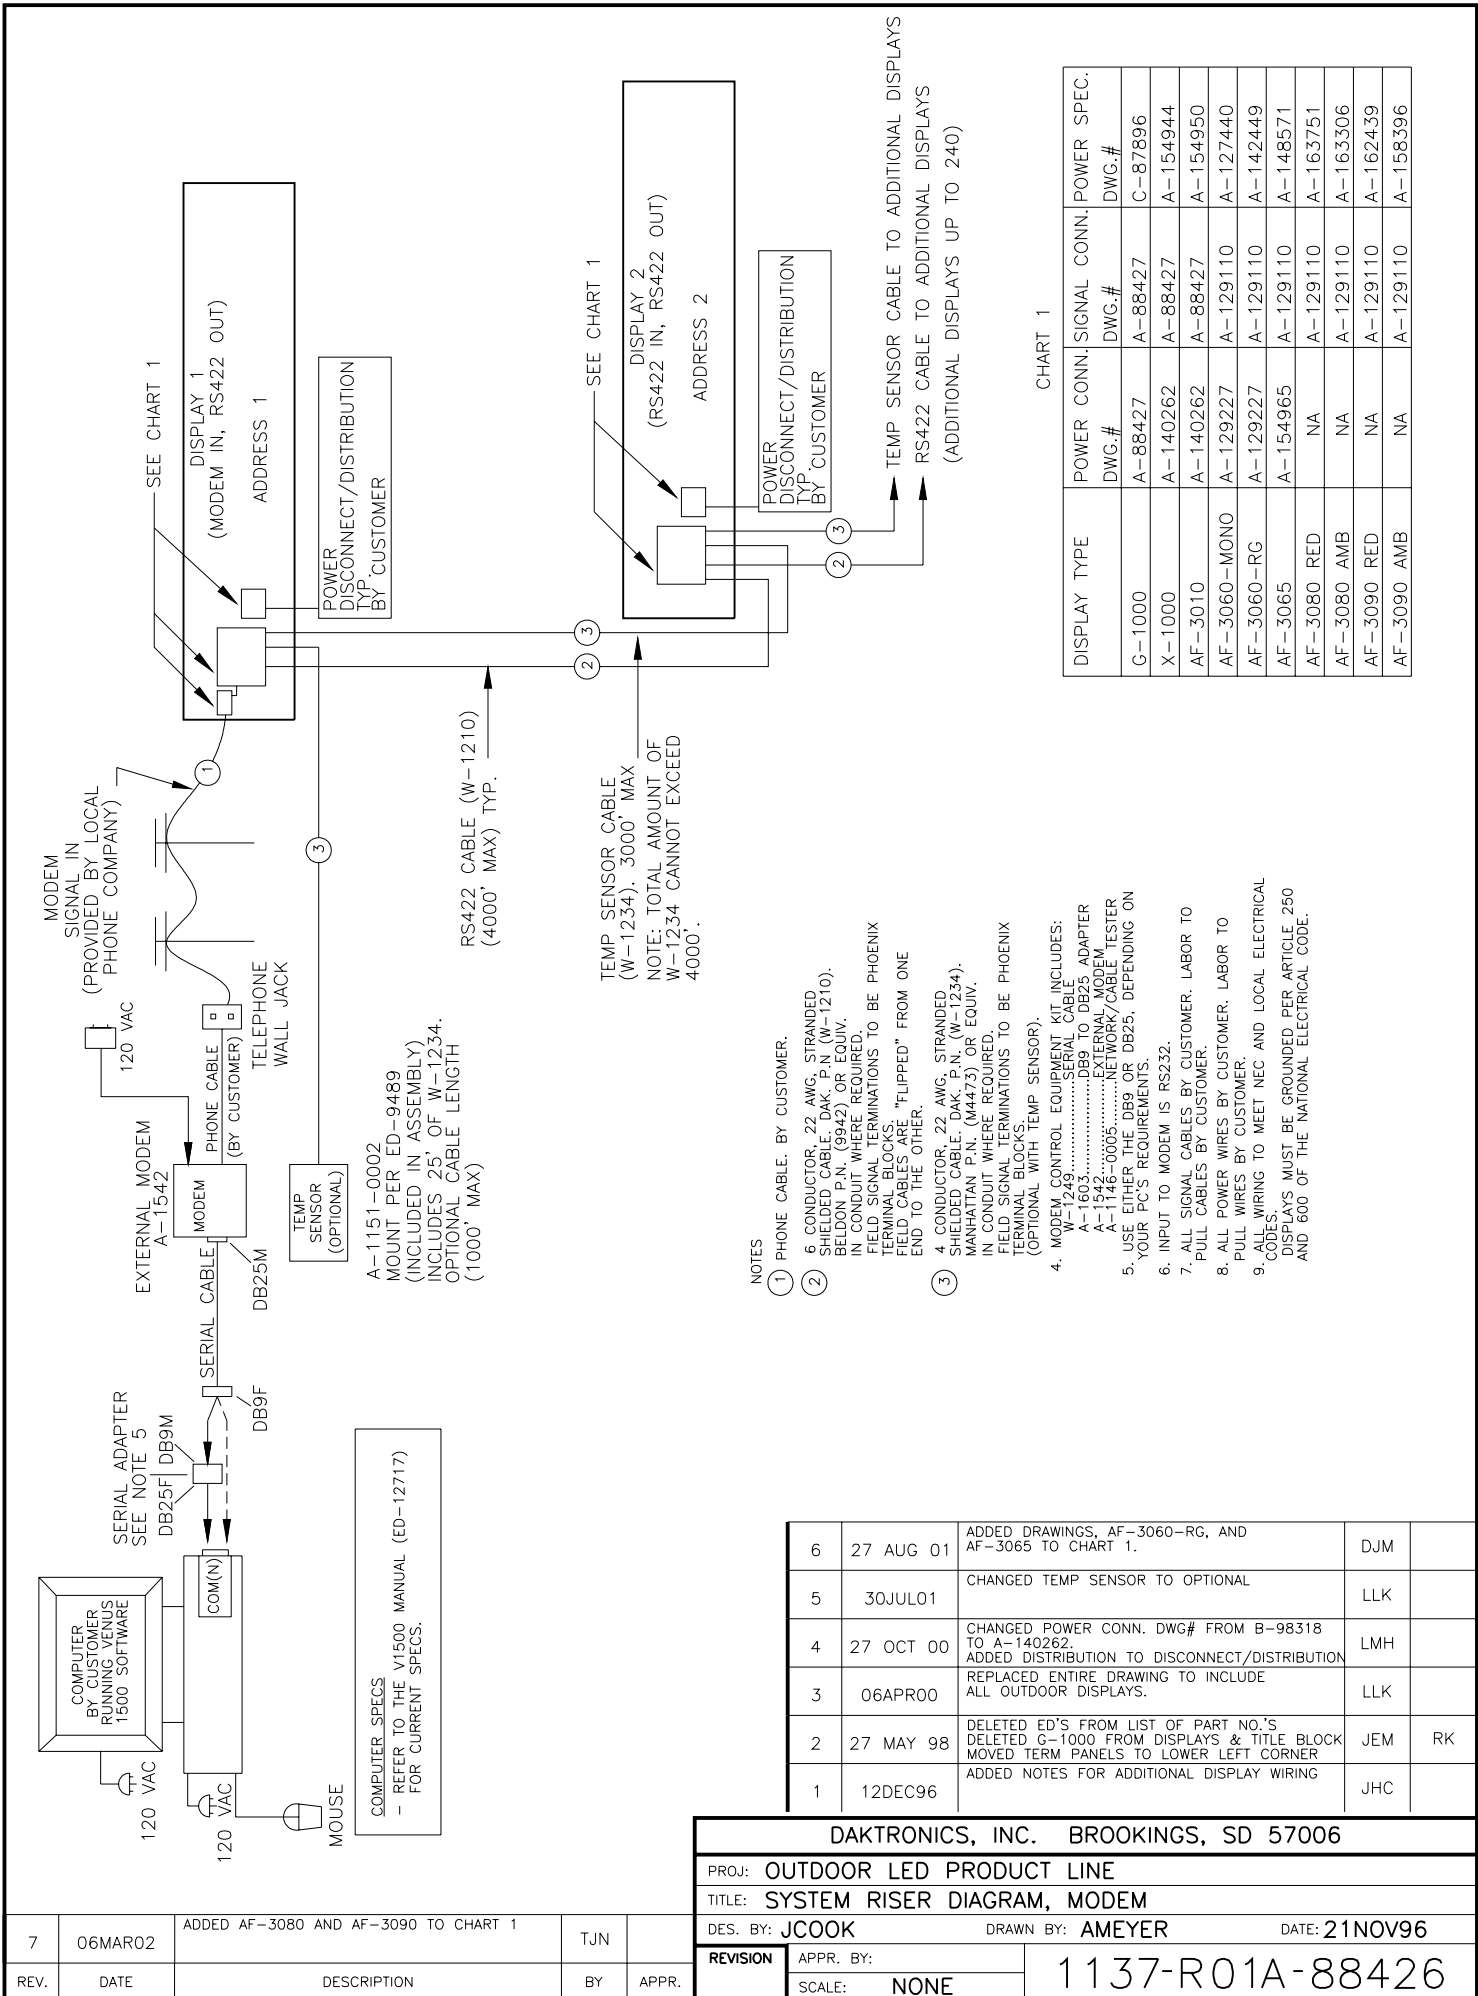 COMPUTER
BY CUSTOMER
RUNNING VENUS
1500 SOFTWARE
120 VAC
120 VAC
MOUSE
COM(N)
SERIAL ADAPTER
SEE NOTE 5
DB25F
DB9M
DB9F
SERIAL CABLE
DB25M
EXTERNAL MODEM
A-1542
MODEM
120 VAC
PHONE CABLE
(BY CUSTOMER)
TELEPHONE
WALL JACK
MODEM
SIGNAL IN
(PROVIDED BY LOCAL
PHONE COMPANY)
1
SEE CHART 1
DISPLAY 1
(MODEM IN, RS422 OUT)
ADDRESS 1
POWER
DISCONNECT/DISTRIBUTION
TYP.
BY CUSTOMER
COMPUTER SPECS
- REFER TO THE V1500 MANUAL (ED-12717)
FOR CURRENT SPECS.
TEMP
SENSOR
(OPTIONAL)
A-1151-0002
MOUNT PER ED-9489
(INCLUDED IN ASSEMBLY)
INCLUDES 25' OF W-1234.
OPTIONAL CABLE LENGTH
(1000' MAX)
3
RS422 CABLE (W-1210)
(4000' MAX) TYP.
2
3
TEMP SENSOR CABLE
(W-1234). 3000' MAX
NOTE: TOTAL AMOUNT OF
W-1234 CANNOT EXCEED
4000'.
SEE CHART 1
DISPLAY 2
(RS422 IN, RS422 OUT)
ADDRESS 2
POWER
DISCONNECT/DISTRIBUTION
TYP.
BY CUSTOMER
3
2
TEMP SENSOR CABLE TO ADDITIONAL DISPLAYS
RS422 CABLE TO ADDITIONAL DISPLAYS
(ADDITIONAL DISPLAYS UP TO 240)
NOTES
1 PHONE CABLE. BY CUSTOMER.
2 6 CONDUCTOR, 22 AWG, STRANDED
SHIELDED CABLE. DAK. P.N (W-1210).
BELDON P.N. (9942) OR EQUIV.
IN CONDUIT WHERE REQUIRED.
FIELD SIGNAL TERMINATIONS TO BE PHOENIX
TERMINAL BLOCKS.
FIELD CABLES ARE "FLIPPED" FROM ONE
END TO THE OTHER.
3 4 CONDUCTOR, 22 AWG, STRANDED
SHIELDED CABLE. DAK. P.N. (W-1234).
MANHATTAN P.N. (M4473) OR EQUIV.
IN CONDUIT WHERE REQUIRED.
FIELD SIGNAL TERMINATIONS TO BE PHOENIX
TERMINAL BLOCKS.
(OPTIONAL WITH TEMP SENSOR).
4. MODEM CONTROL EQUIPMENT KIT INCLUDES:
W-1249..............SERIAL CABLE
A-1603..................DB9 TO DB25 ADAPTER
A-1542..................EXTERNAL MODEM
A-1146-0005........NETWORK/CABLE TESTER
5. USE EITHER THE DB9 OR DB25, DEPENDING ON
YOUR PC'S REQUIREMENTS.
6. INPUT TO MODEM IS RS232.
7. ALL SIGNAL CABLES BY CUSTOMER. LABOR TO
PULL CABLES BY CUSTOMER.
8. ALL POWER WIRES BY CUSTOMER. LABOR TO
PULL WIRES BY CUSTOMER.
9. ALL WIRING TO MEET NEC AND LOCAL ELECTRICAL
CODES.
DISPLAYS MUST BE GROUNDED PER ARTICLE 250
AND 600 OF THE NATIONAL ELECTRICAL CODE.
CHART 1
DISPLAY TYPE POWER CONN. DWG.# SIGNAL CONN. DWG.# POWER SPEC. DWG.#
G-1000 A-88427 A-88427 C-87896
X-1000 A-140262 A-88427 A-154944
AF-3010 A-140262 A-88427 A-154950
AF-3060-MONO A-129227 A-129110 A-127440
AF-3060-RG A-129227 A-129110 A-142449
AF-3065 A-154965 A-129110 A-148571
AF-3080 RED NA A-129110 A-163751
AF-3080 AMB NA A-129110 A-163306
AF-3090 RED NA A-129110 A-162439
AF-3090 AMB NA A-129110 A-158396
6 27 AUG 01 ADDED DRAWINGS, AF-3060-RG, AND
AF-3065 TO CHART 1. DJM
5 30JUL01 CHANGED TEMP SENSOR TO OPTIONAL LLK
4 27 OCT 00 CHANGED POWER CONN. DWG# FROM B-98318
TO A-140262.
ADDED DISTRIBUTION TO DISCONNECT/DISTRIBUTION LMH
3 06APR00 REPLACED ENTIRE DRAWING TO INCLUDE
ALL OUTDOOR DISPLAYS. LLK
2 27 MAY 98 DELETED ED'S FROM LIST OF PART NO.'S
DELETED G-1000 FROM DISPLAYS & TITLE BLOCK
MOVED TERM PANELS TO LOWER LEFT CORNER JEM RK
1 12DEC96 ADDED NOTES FOR ADDITIONAL DISPLAY WIRING JHC
7 06MAR02 ADDED AF-3080 AND AF-3090 TO CHART 1 TJN
REV. DATE DESCRIPTION BY APPR.
DAKTRONICS, INC. BROOKINGS, SD 57006
PROJ: OUTDOOR LED PRODUCT LINE
TITLE: SYSTEM RISER DIAGRAM, MODEM
DES. BY: JCOOK DRAWN BY: AMEYER DATE: 21NOV96
REVISION APPR. BY:
SCALE: NONE
1137-R01A-88426